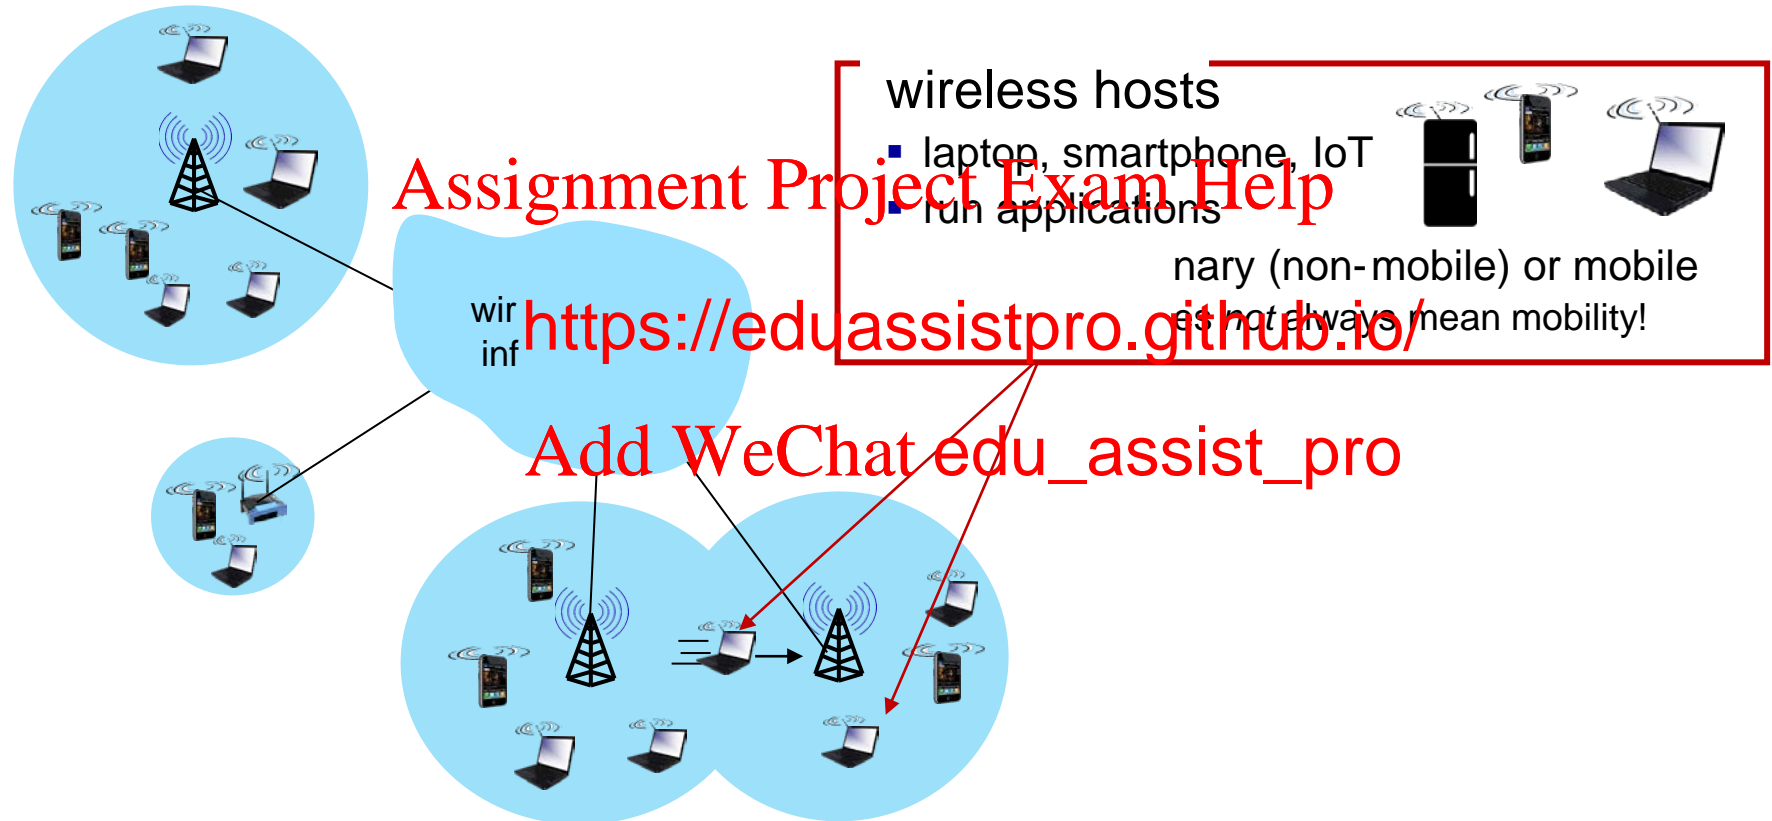 wireless hosts
▪ laptop, smartphone, IoT
▪ run applications
nary (non-mobile) or mobile
es not always mean mobility!
Assignment Project Exam Help
wir
inf
https://eduassistpro.github.io/
Add WeChat edu_assist_pro